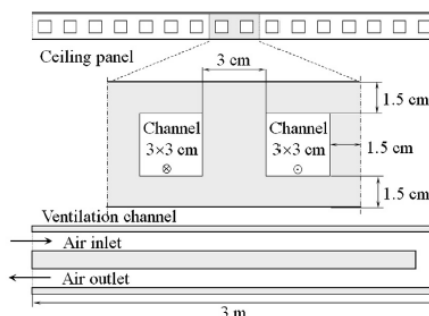 Ceiling panel
3 cm
1.5 cm
Channel
3×3 cm
⊗
Channel
3×3 cm
⊙
1.5 cm
1.5 cm
Ventilation channel
Air inlet
Air outlet
3 m